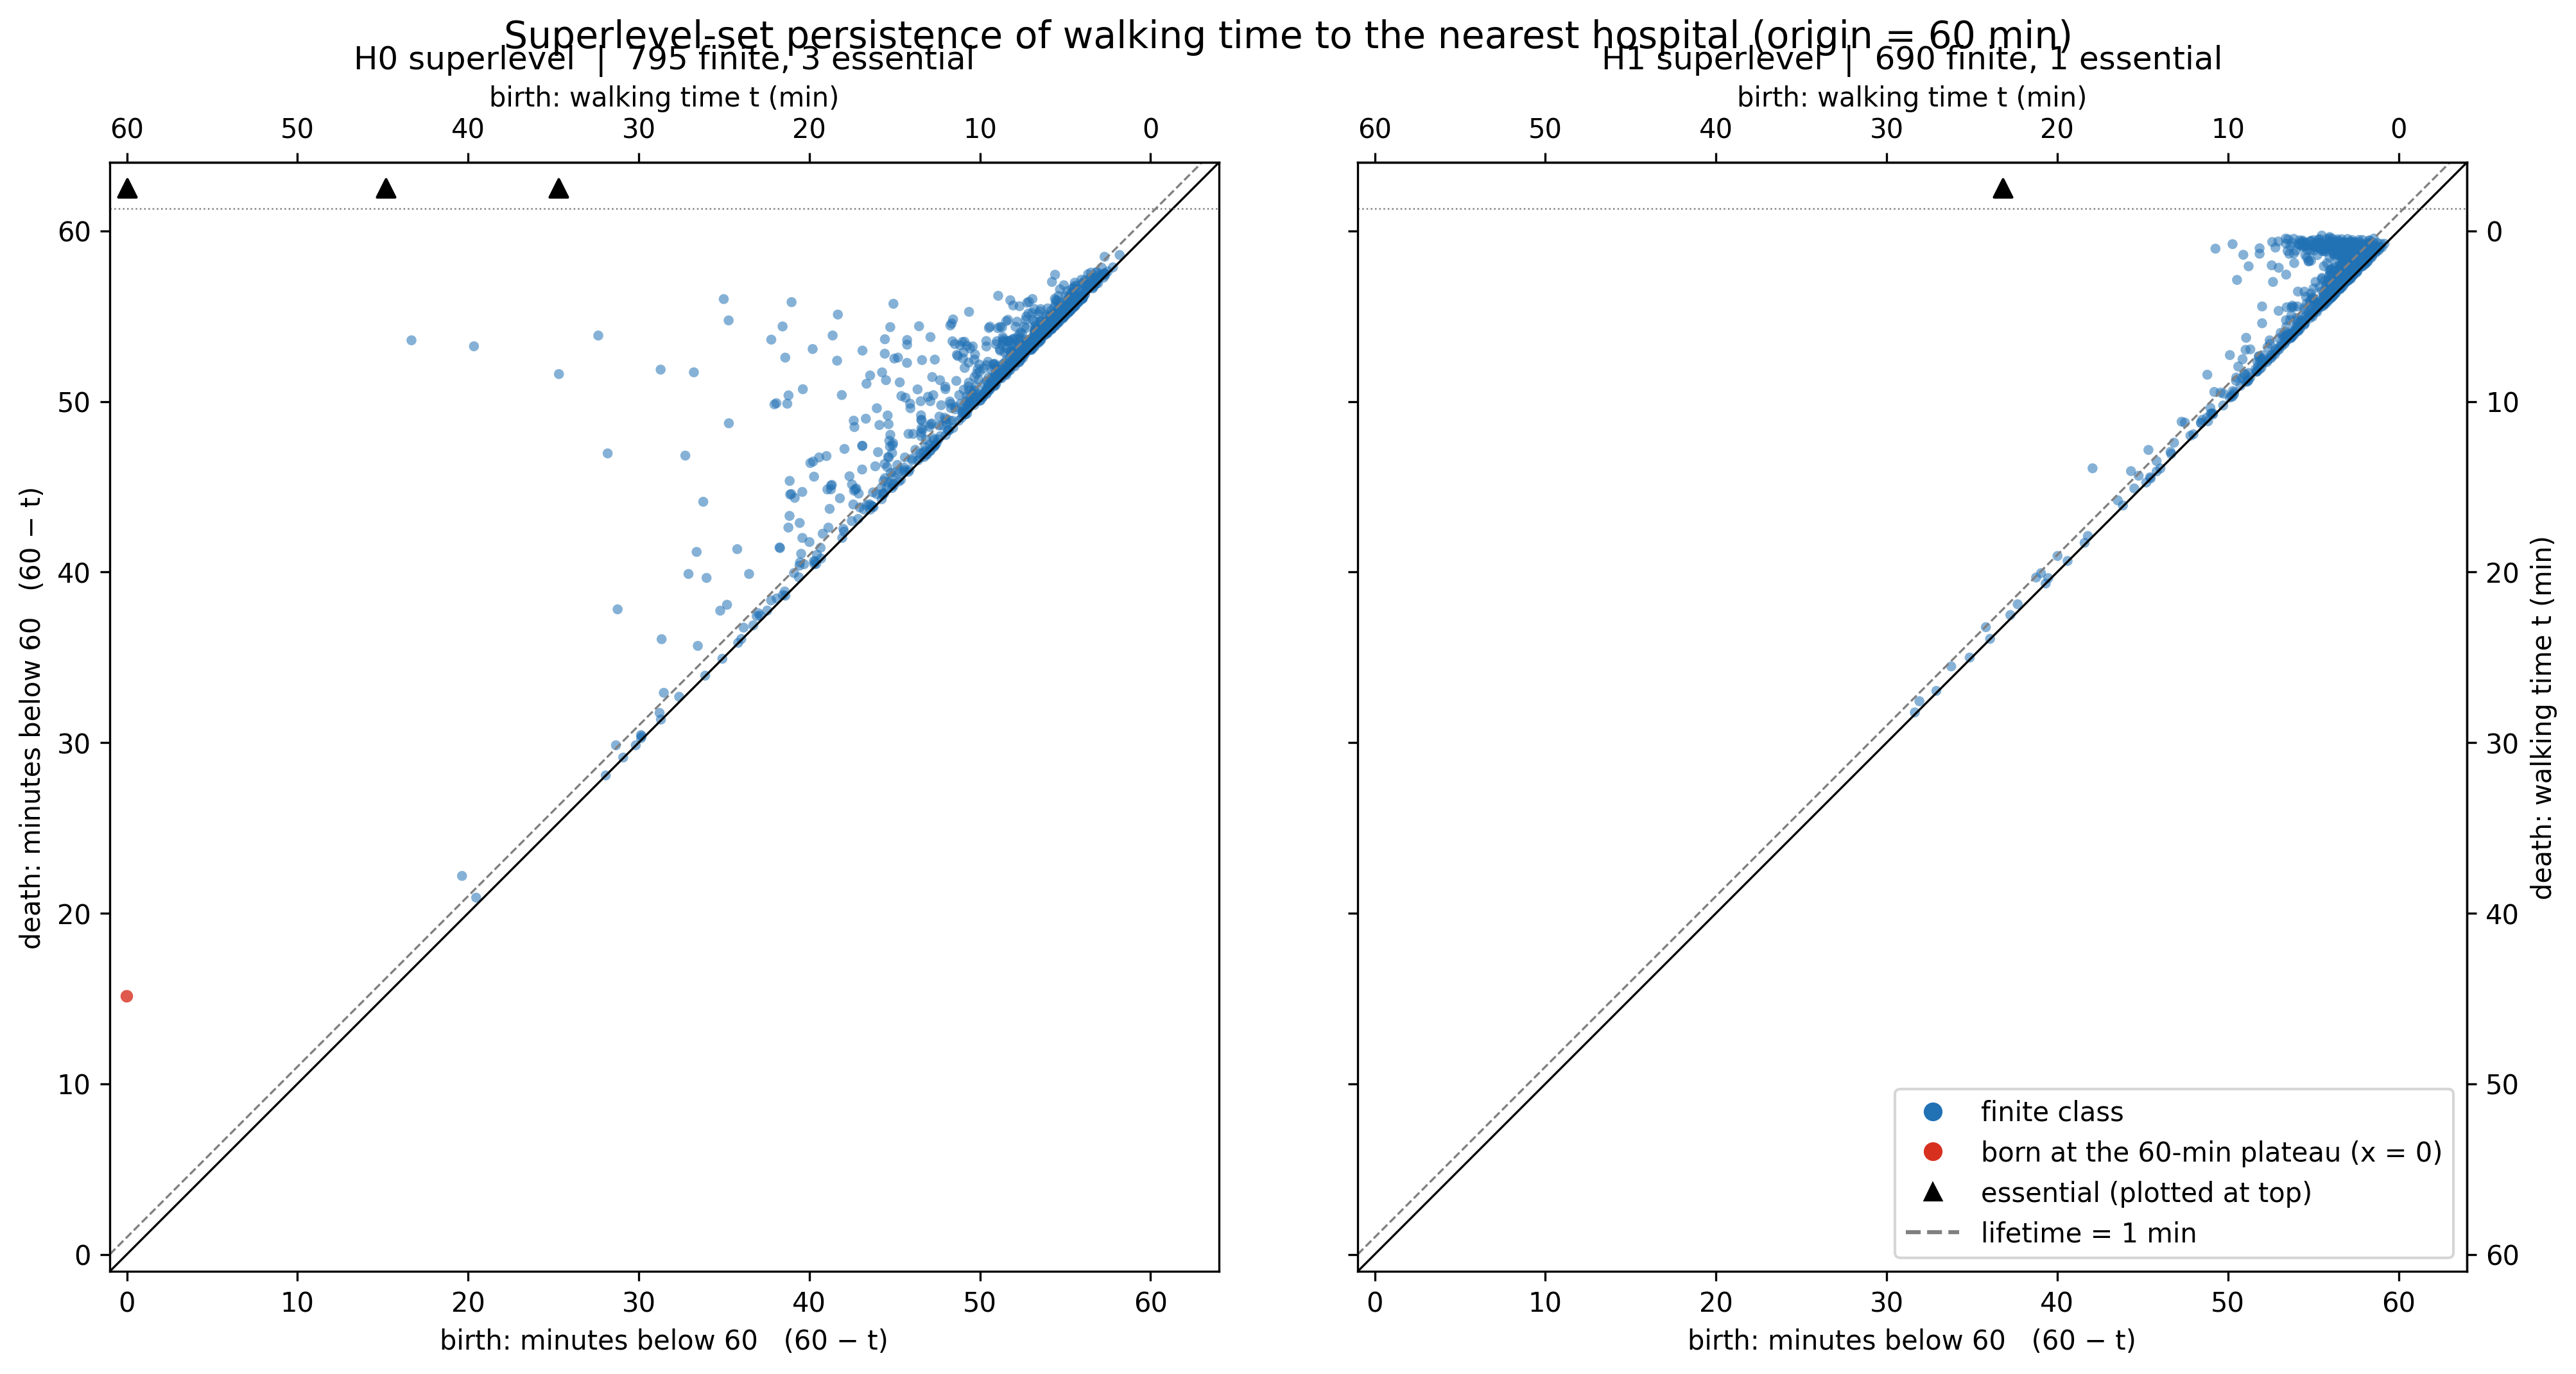 Superlevel-set persistence of walking time to the nearest hospital (origin = 60 min)
H0 superlevel | 795 finite, 3 essential
birth: walking time t (min)
60 50 40 30 20 10 0
60
50
40
30
20
10
0
death: minutes below 60 (60 − t)
0 10 20 30 40 50 60
birth: minutes below 60 (60 − t)
H1 superlevel | 690 finite, 1 essential
birth: walking time t (min)
60 50 40 30 20 10 0
0
10
20
30
40
50
60
death: walking time t (min)
finite class
born at the 60-min plateau (x = 0)
essential (plotted at top)
lifetime = 1 min
0 10 20 30 40 50 60
birth: minutes below 60 (60 − t)